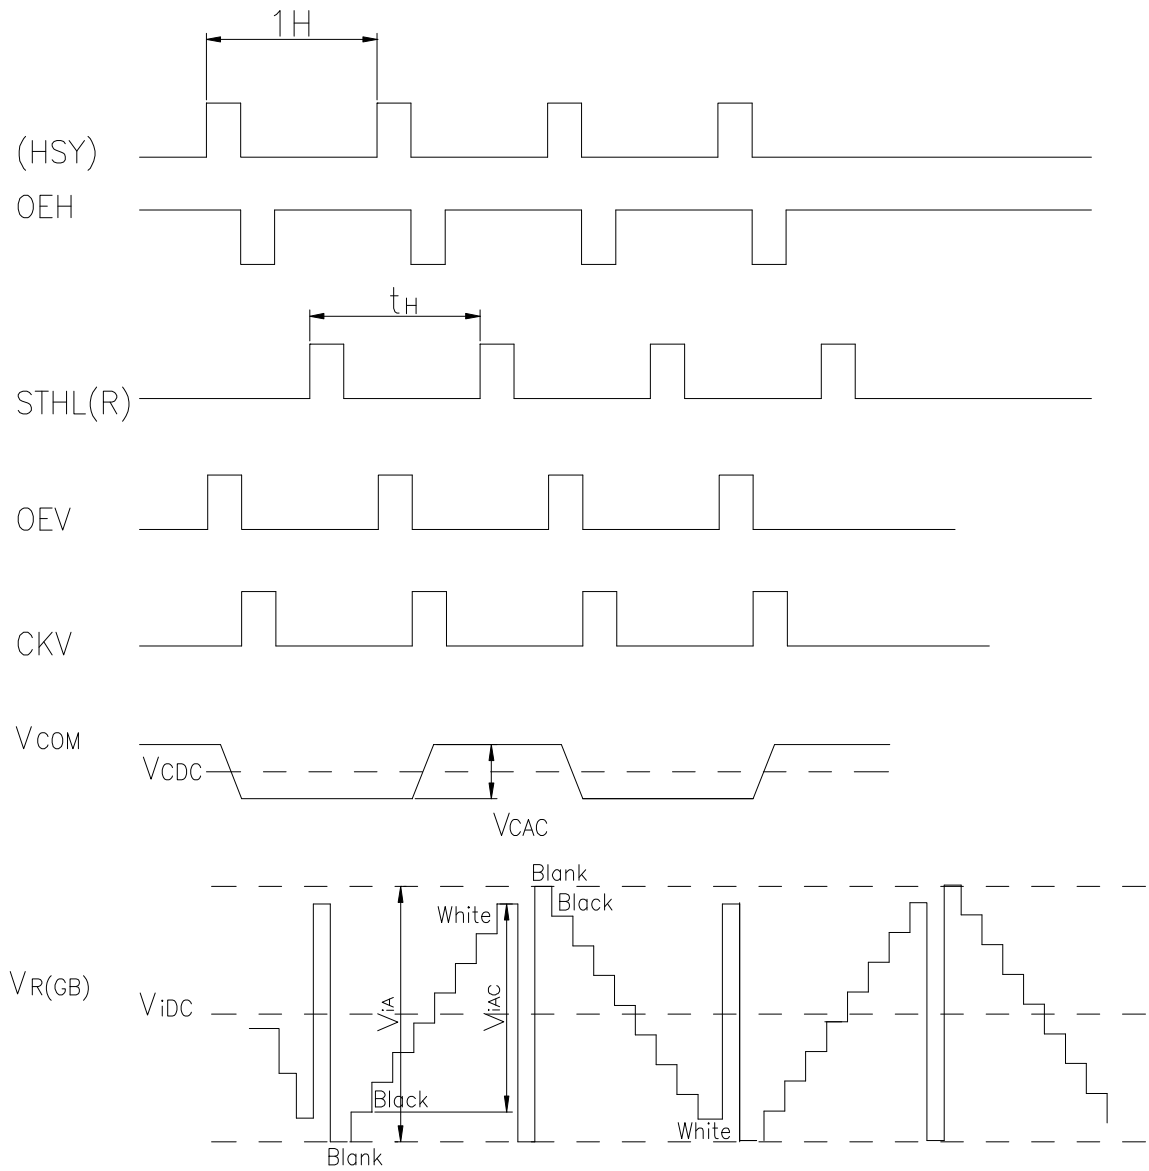 1H
(HSY)
OEH
tH
STHL(R)
OEV
CKV
VCOM
VCDC
VCAC
Blank
Black
White
VR(GB)
ViDC
ViA
ViAC
Black
White
Blank